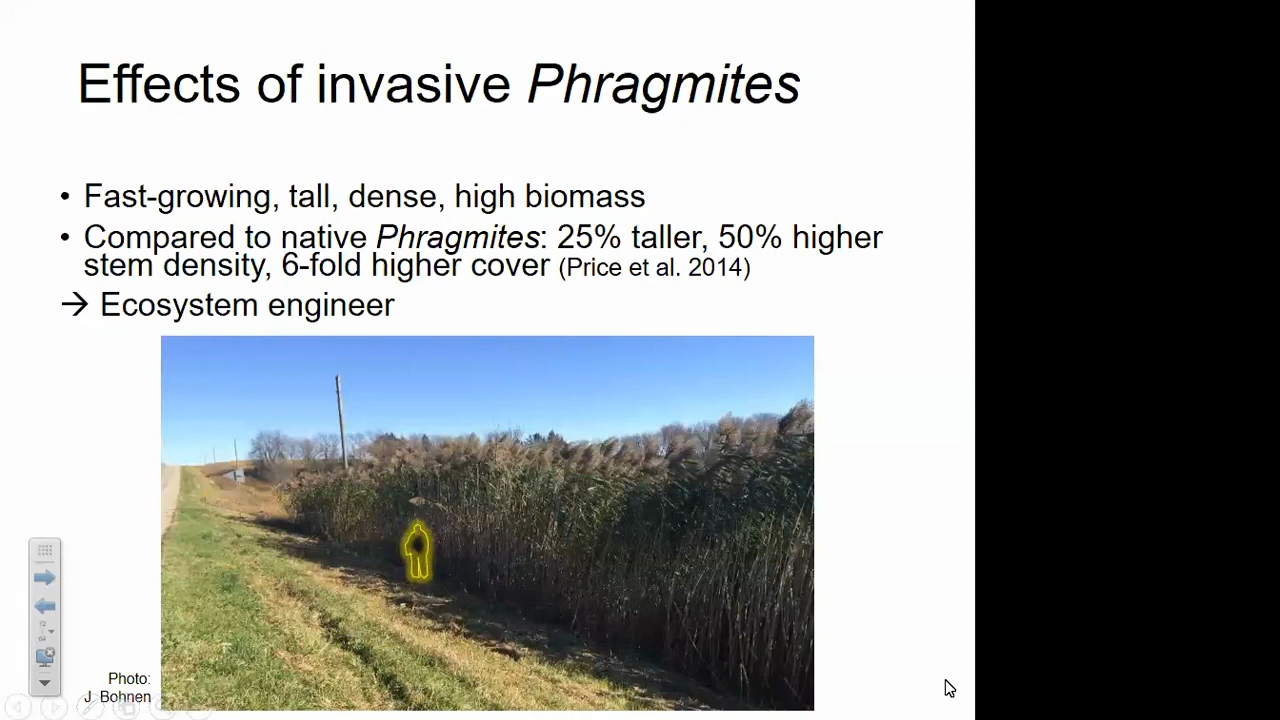 Effects of invasive Phragmites
• Fast-growing, tall, dense, high biomass
• Compared to native Phragmites: 25% taller, 50% higher
stem density, 6-fold higher cover (Price et al. 2014)
→ Ecosystem engineer
Photo:
J. Bohnen